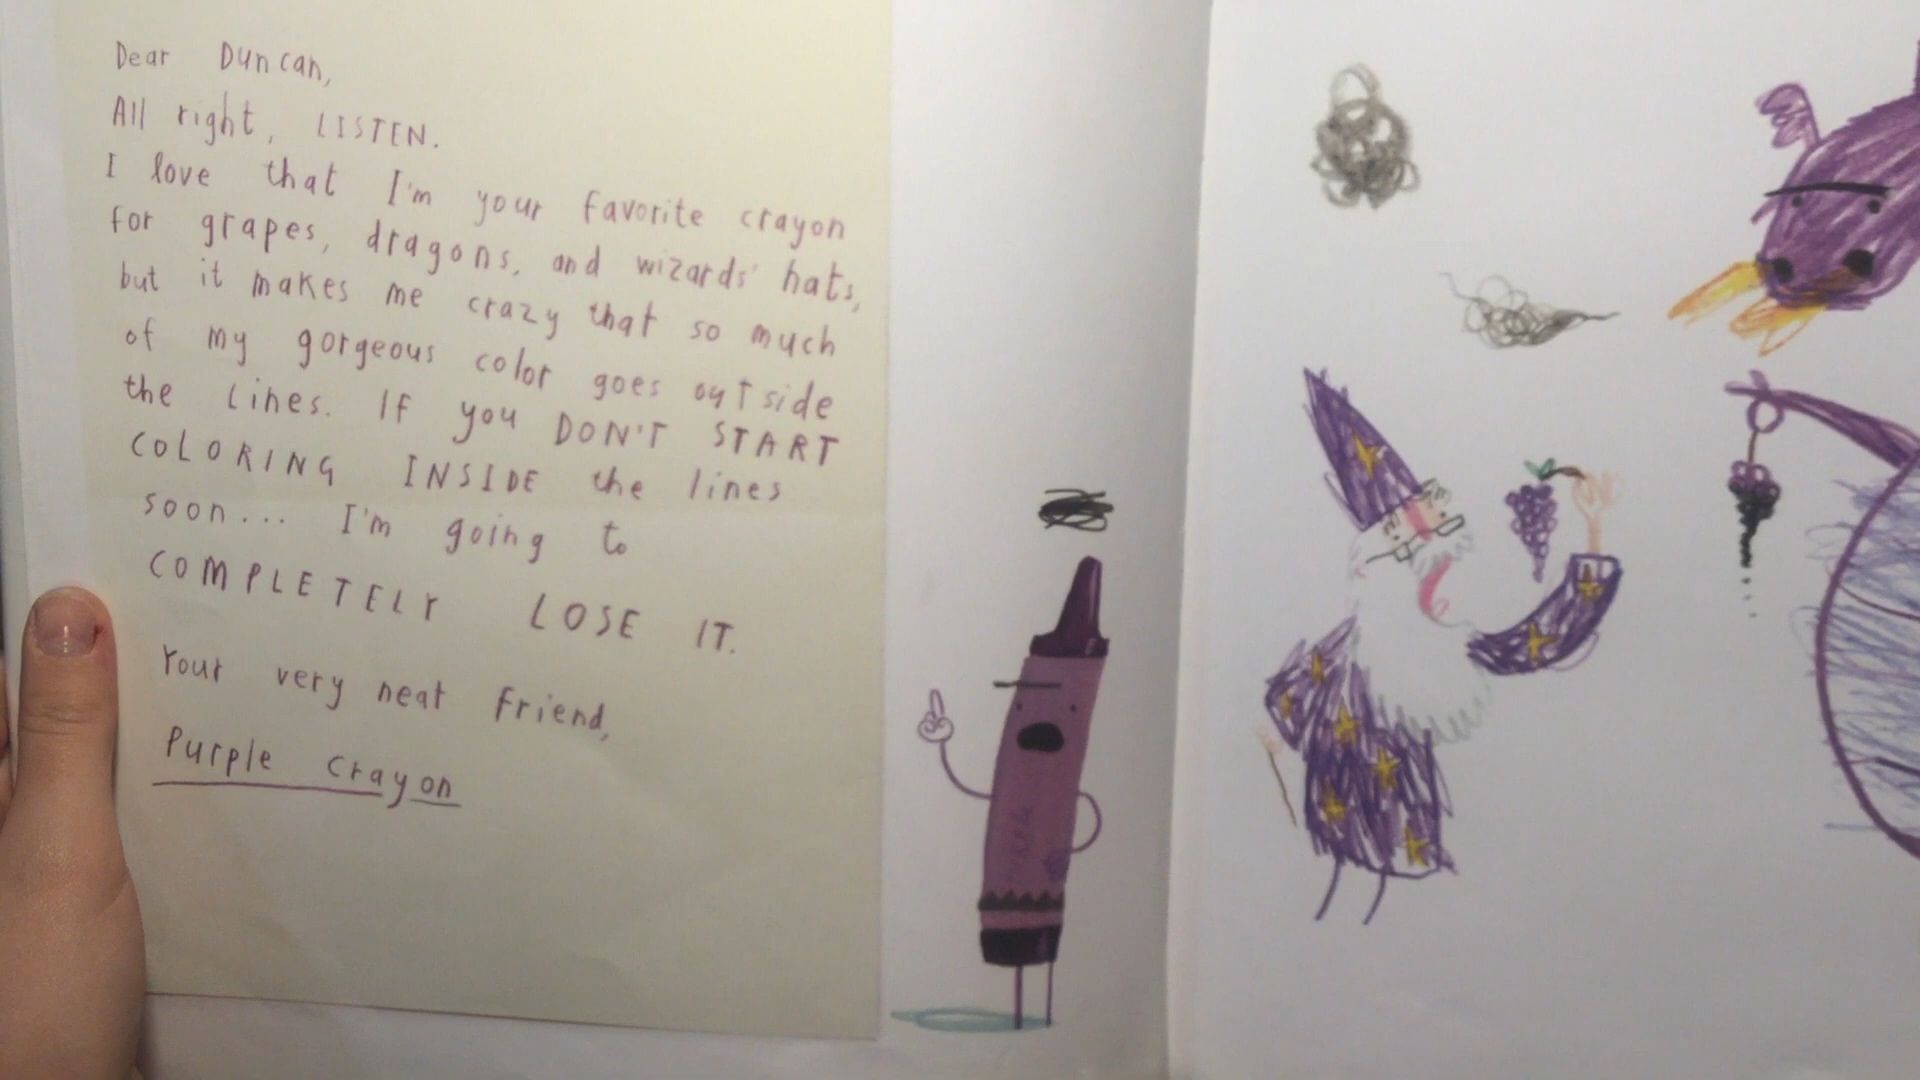 Dear Duncan,
All right, LISTEN.
I love that I'm your favorite crayon
for grapes, dragons, and wizards' hats,
but it makes me crazy that so much
of my gorgeous color goes outside
the lines. If you DON'T START
COLORING INSIDE the lines
soon... I'm going to
COMPLETELY LOSE IT.
Your very neat friend,
Purple Crayon